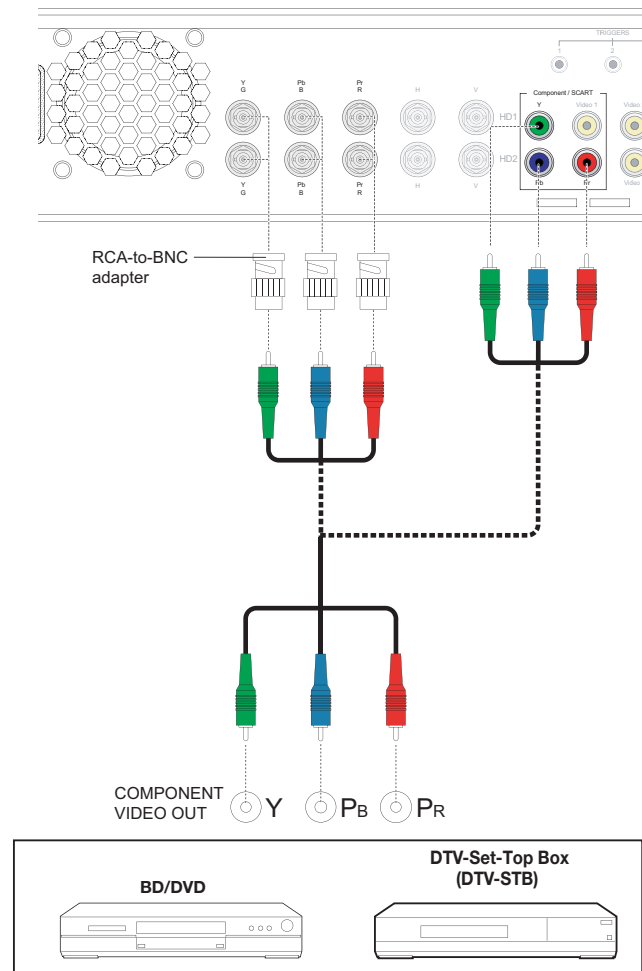 TRIGGERS
1 2
Y Pb Pr
G B R H V
Component / SCART
Y Video 1 Video
HD1
HD2
Pb Pr Video
Y Pb Pr
G B R H V
RCA-to-BNC
adapter
COMPONENT
VIDEO OUT
Y PB PR
BD/DVD
DTV-Set-Top Box
(DTV-STB)